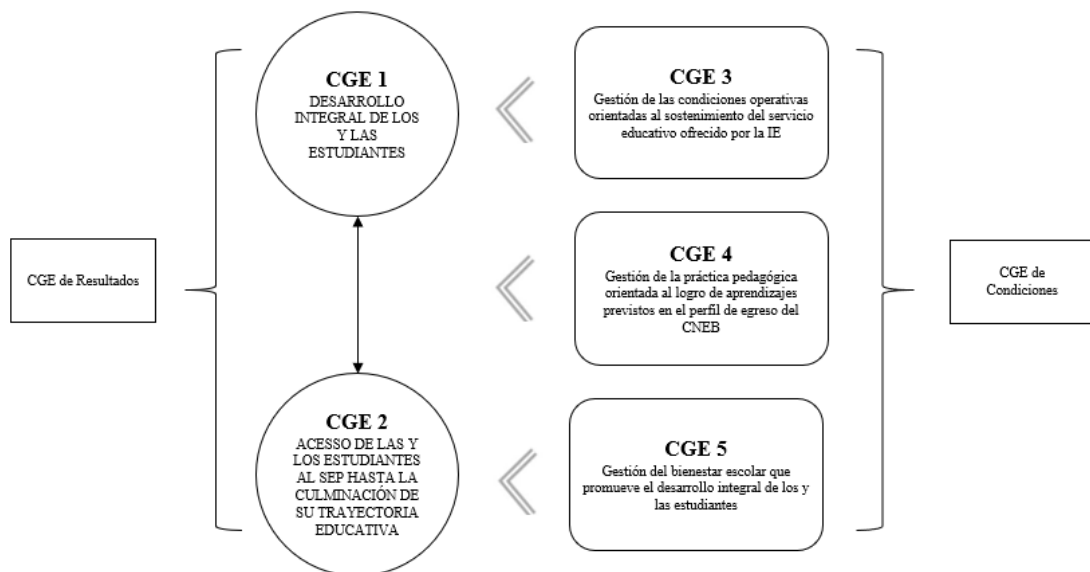 CGE de Resultados
CGE 1
DESARROLLO
INTEGRAL DE LOS
Y LAS
ESTUDIANTES
CGE 2
ACESSO DE LAS Y
LOS ESTUDIANTES
AL SEP HASTA LA
CULMINACIÓN DE
SU TRAYECTORIA
EDUCATIVA
CGE 3
Gestión de las condiciones operativas
orientadas al sostenimiento del servicio
educativo ofrecido por la IE
CGE 4
Gestión de la práctica pedagógica
orientada al logro de aprendizajes
previstos en el perfil de egreso del
CNEB
CGE 5
Gestión del bienestar escolar que
promueve el desarrollo integral de los y
las estudiantes
CGE de
Condiciones